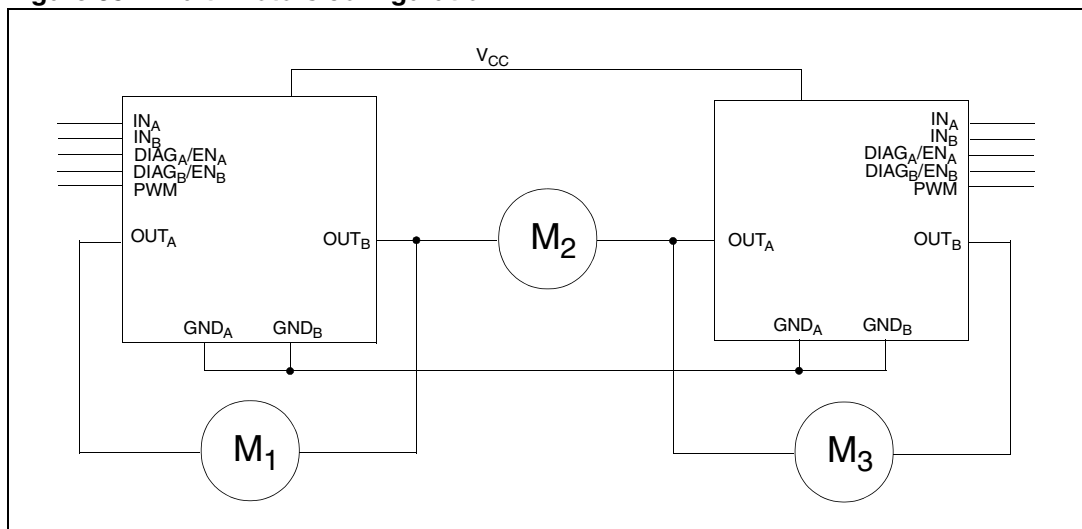 V_CC
IN_A
IN_B
DIAG_A/EN_A
DIAG_B/EN_B
PWM
OUT_A
OUT_B
GND_A
GND_B
M_1
M_2
IN_A
IN_B
DIAG_A/EN_A
DIAG_B/EN_B
PWM
OUT_A
OUT_B
GND_A
GND_B
M_3